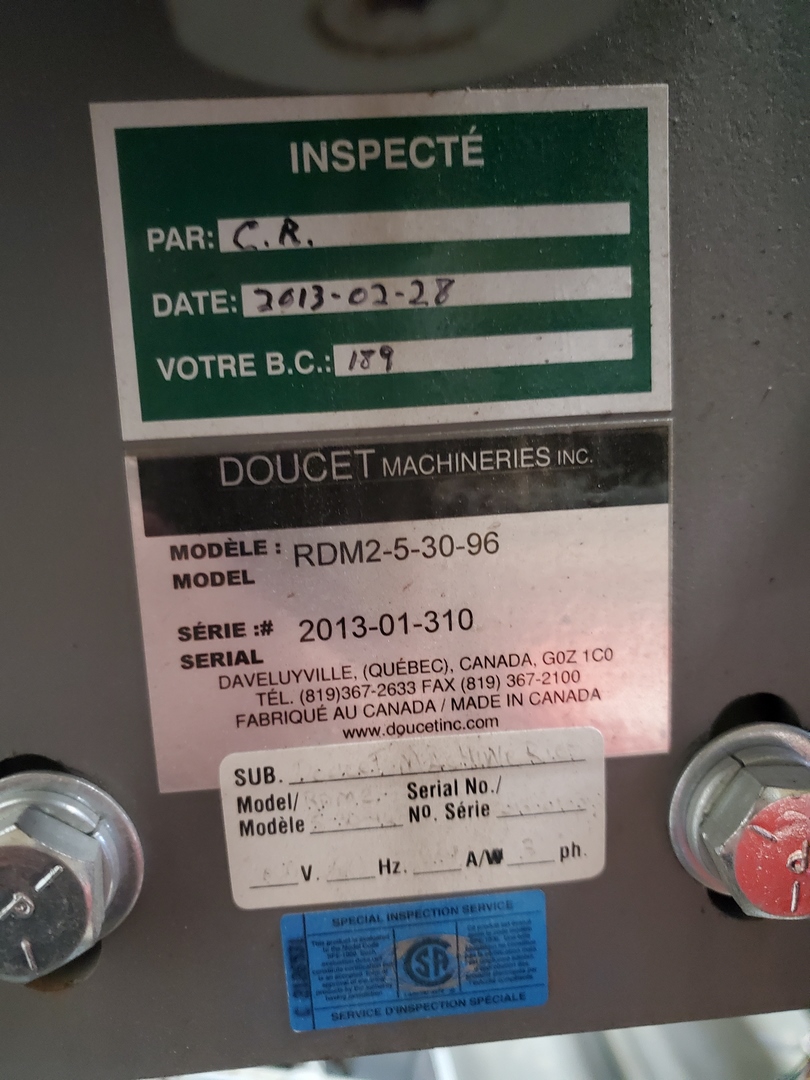 INSPECTÉ
PAR: C.R.
DATE: 2013-02-28
VOTRE B.C.: 189
DOUCET MACHINERIES INC.
MODÈLE : RDM2-5-30-96
MODEL
SÉRIE :# 2013-01-310
SERIAL
DAVELUYVILLE, (QUÉBEC), CANADA, G0Z 1C0
TÉL. (819)367-2633 FAX (819) 367-2100
FABRIQUÉ AU CANADA / MADE IN CANADA
www.doucetinc.com
SUB.
Model/ Serial No./
Modèle No. Série
V. Hz. A/W 3 ph.
SPECIAL INSPECTION SERVICE
CSA
SERVICE D'INSPECTION SPÉCIALE